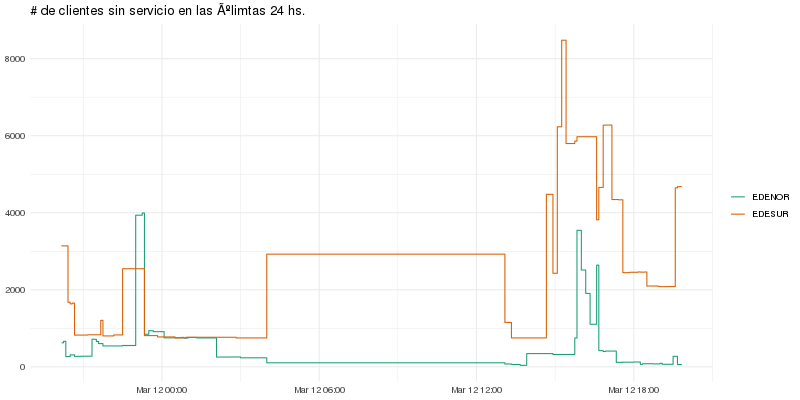 # de clientes sin servicio en las Ãºlimtas 24 hs.
8000
6000
4000
2000
0
Mar 12 00:00
Mar 12 06:00
Mar 12 12:00
Mar 12 18:00
EDENOR
EDESUR